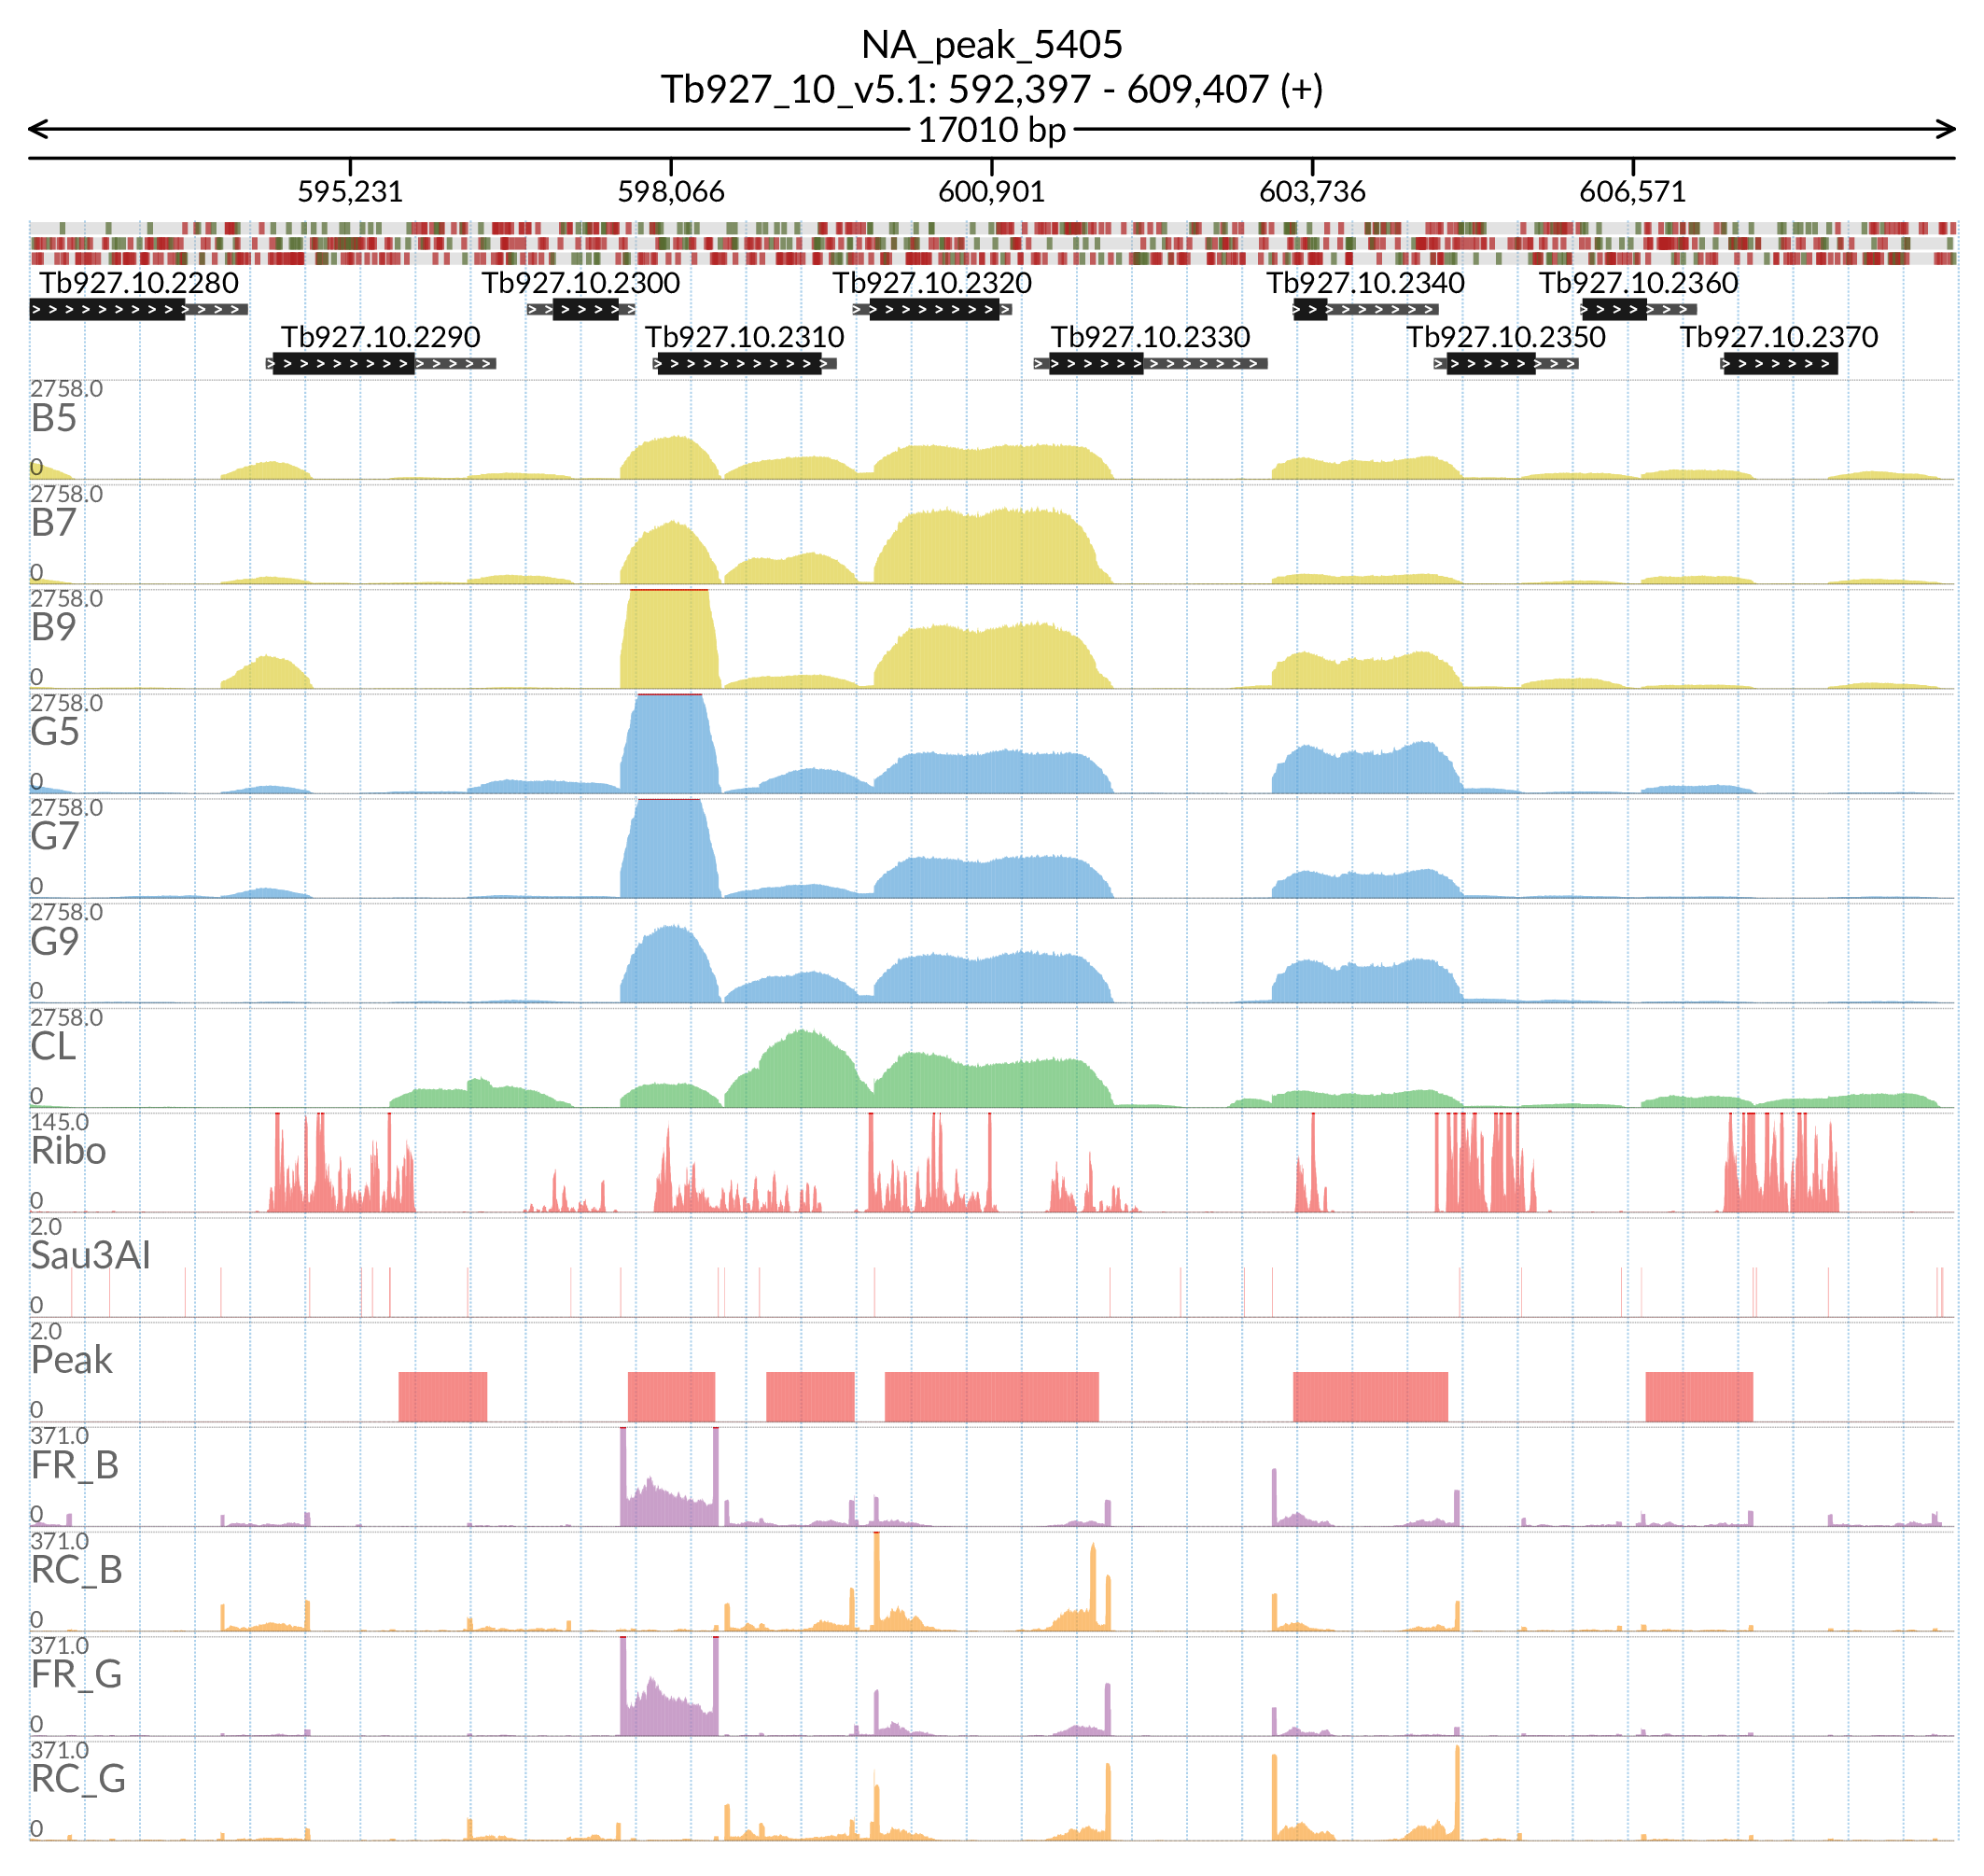 NA_peak_5405
Tb927_10_v5.1: 592,397 - 609,407 (+)
17010 bp
595,231 598,066 600,901 603,736 606,571
Tb927.10.2280 Tb927.10.2300 Tb927.10.2320 Tb927.10.2340 Tb927.10.2360
Tb927.10.2290 Tb927.10.2310 Tb927.10.2330 Tb927.10.2350 Tb927.10.2370
2758.0
B5
0
2758.0
B7
0
2758.0
B9
0
2758.0
G5
0
2758.0
G7
0
2758.0
G9
0
2758.0
CL
0
145.0
Ribo
0
2.0
Sau3AI
0
2.0
Peak
0
371.0
FR_B
0
371.0
RC_B
0
371.0
FR_G
0
371.0
RC_G
0